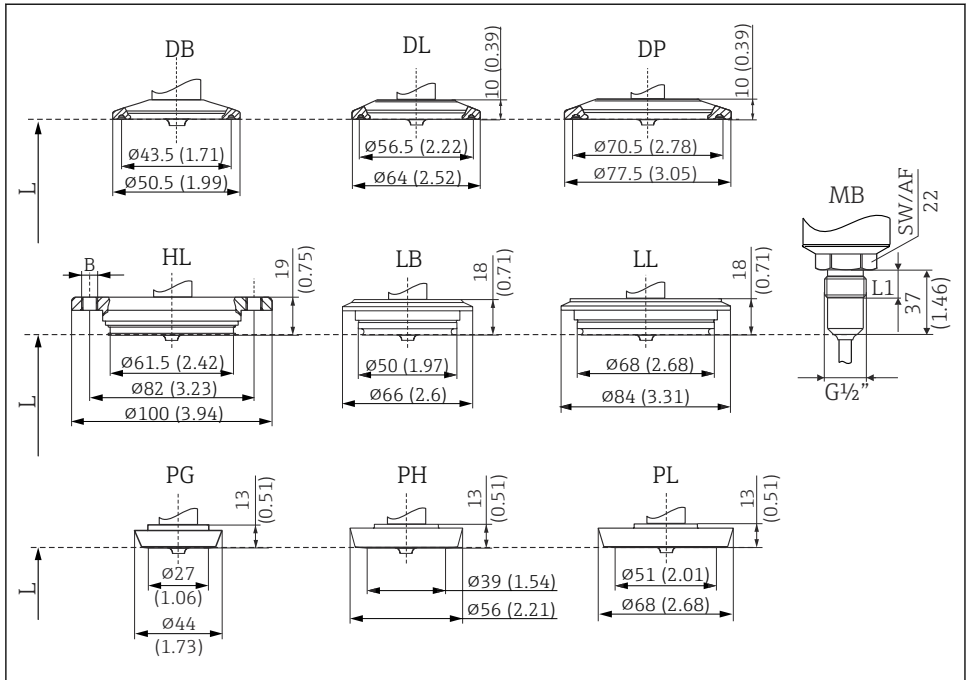 DB
DL
DP
10 (0.39)
10 (0.39)
Ø43.5 (1.71)
Ø50.5 (1.99)
Ø56.5 (2.22)
Ø64 (2.52)
Ø70.5 (2.78)
Ø77.5 (3.05)
L
MB
SW/AF
22
L1
37
(1.46)
G½"
HL
LB
LL
B
19
(0.75)
18
(0.71)
18
(0.71)
Ø61.5 (2.42)
Ø82 (3.23)
Ø100 (3.94)
Ø50 (1.97)
Ø66 (2.6)
Ø68 (2.68)
Ø84 (3.31)
L
PG
PH
PL
13
(0.51)
13
(0.51)
13
(0.51)
Ø27
(1.06)
Ø44
(1.73)
Ø39 (1.54)
Ø56 (2.21)
Ø51 (2.01)
Ø68 (2.68)
L